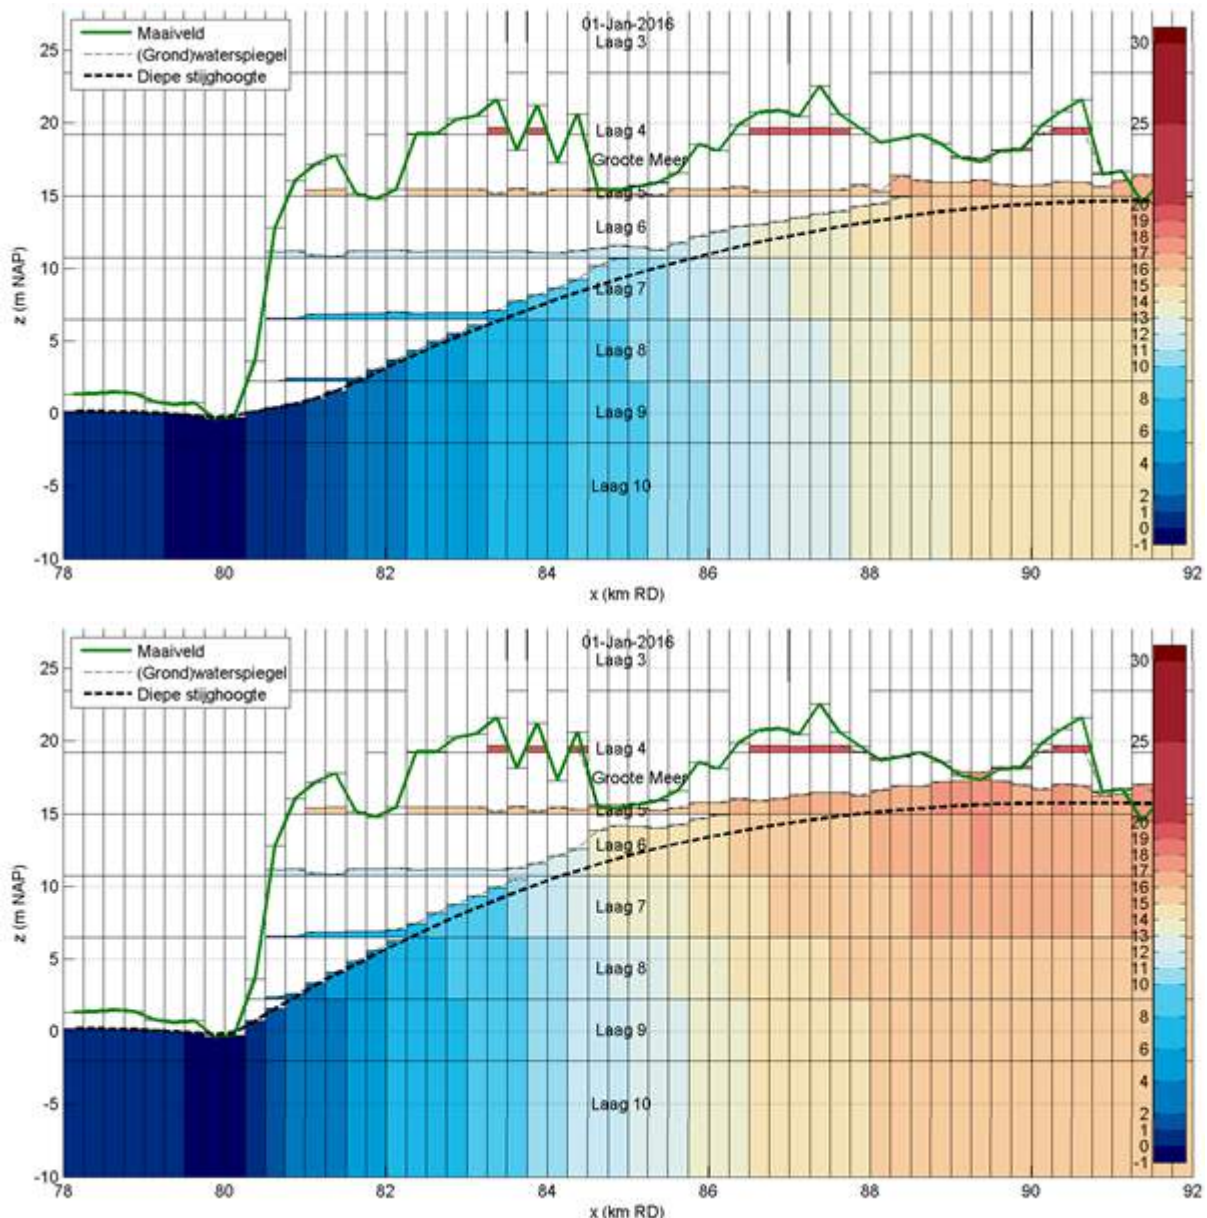 01-Jan-2016
Laag 3
Maaiveld
(Grond)waterspiegel
Diepe stijghoogte
Laag 4
Groote Meer
Laag 5
Laag 6
Laag 7
Laag 8
Laag 9
Laag 10
z (m NAP)
25
20
15
10
5
0
-5
-10
78
80
82
84
86
88
90
92
x (km RD)
30
25
20
19
18
17
16
15
14
13
12
11
10
8
6
4
2
1
0
-1
01-Jan-2016
Laag 3
Maaiveld
(Grond)waterspiegel
Diepe stijghoogte
Laag 4
Groote Meer
Laag 5
Laag 6
Laag 7
Laag 8
Laag 9
Laag 10
z (m NAP)
25
20
15
10
5
0
-5
-10
78
80
82
84
86
88
90
92
x (km RD)
30
25
20
19
18
17
16
15
14
13
12
11
10
8
6
4
2
1
0
-1